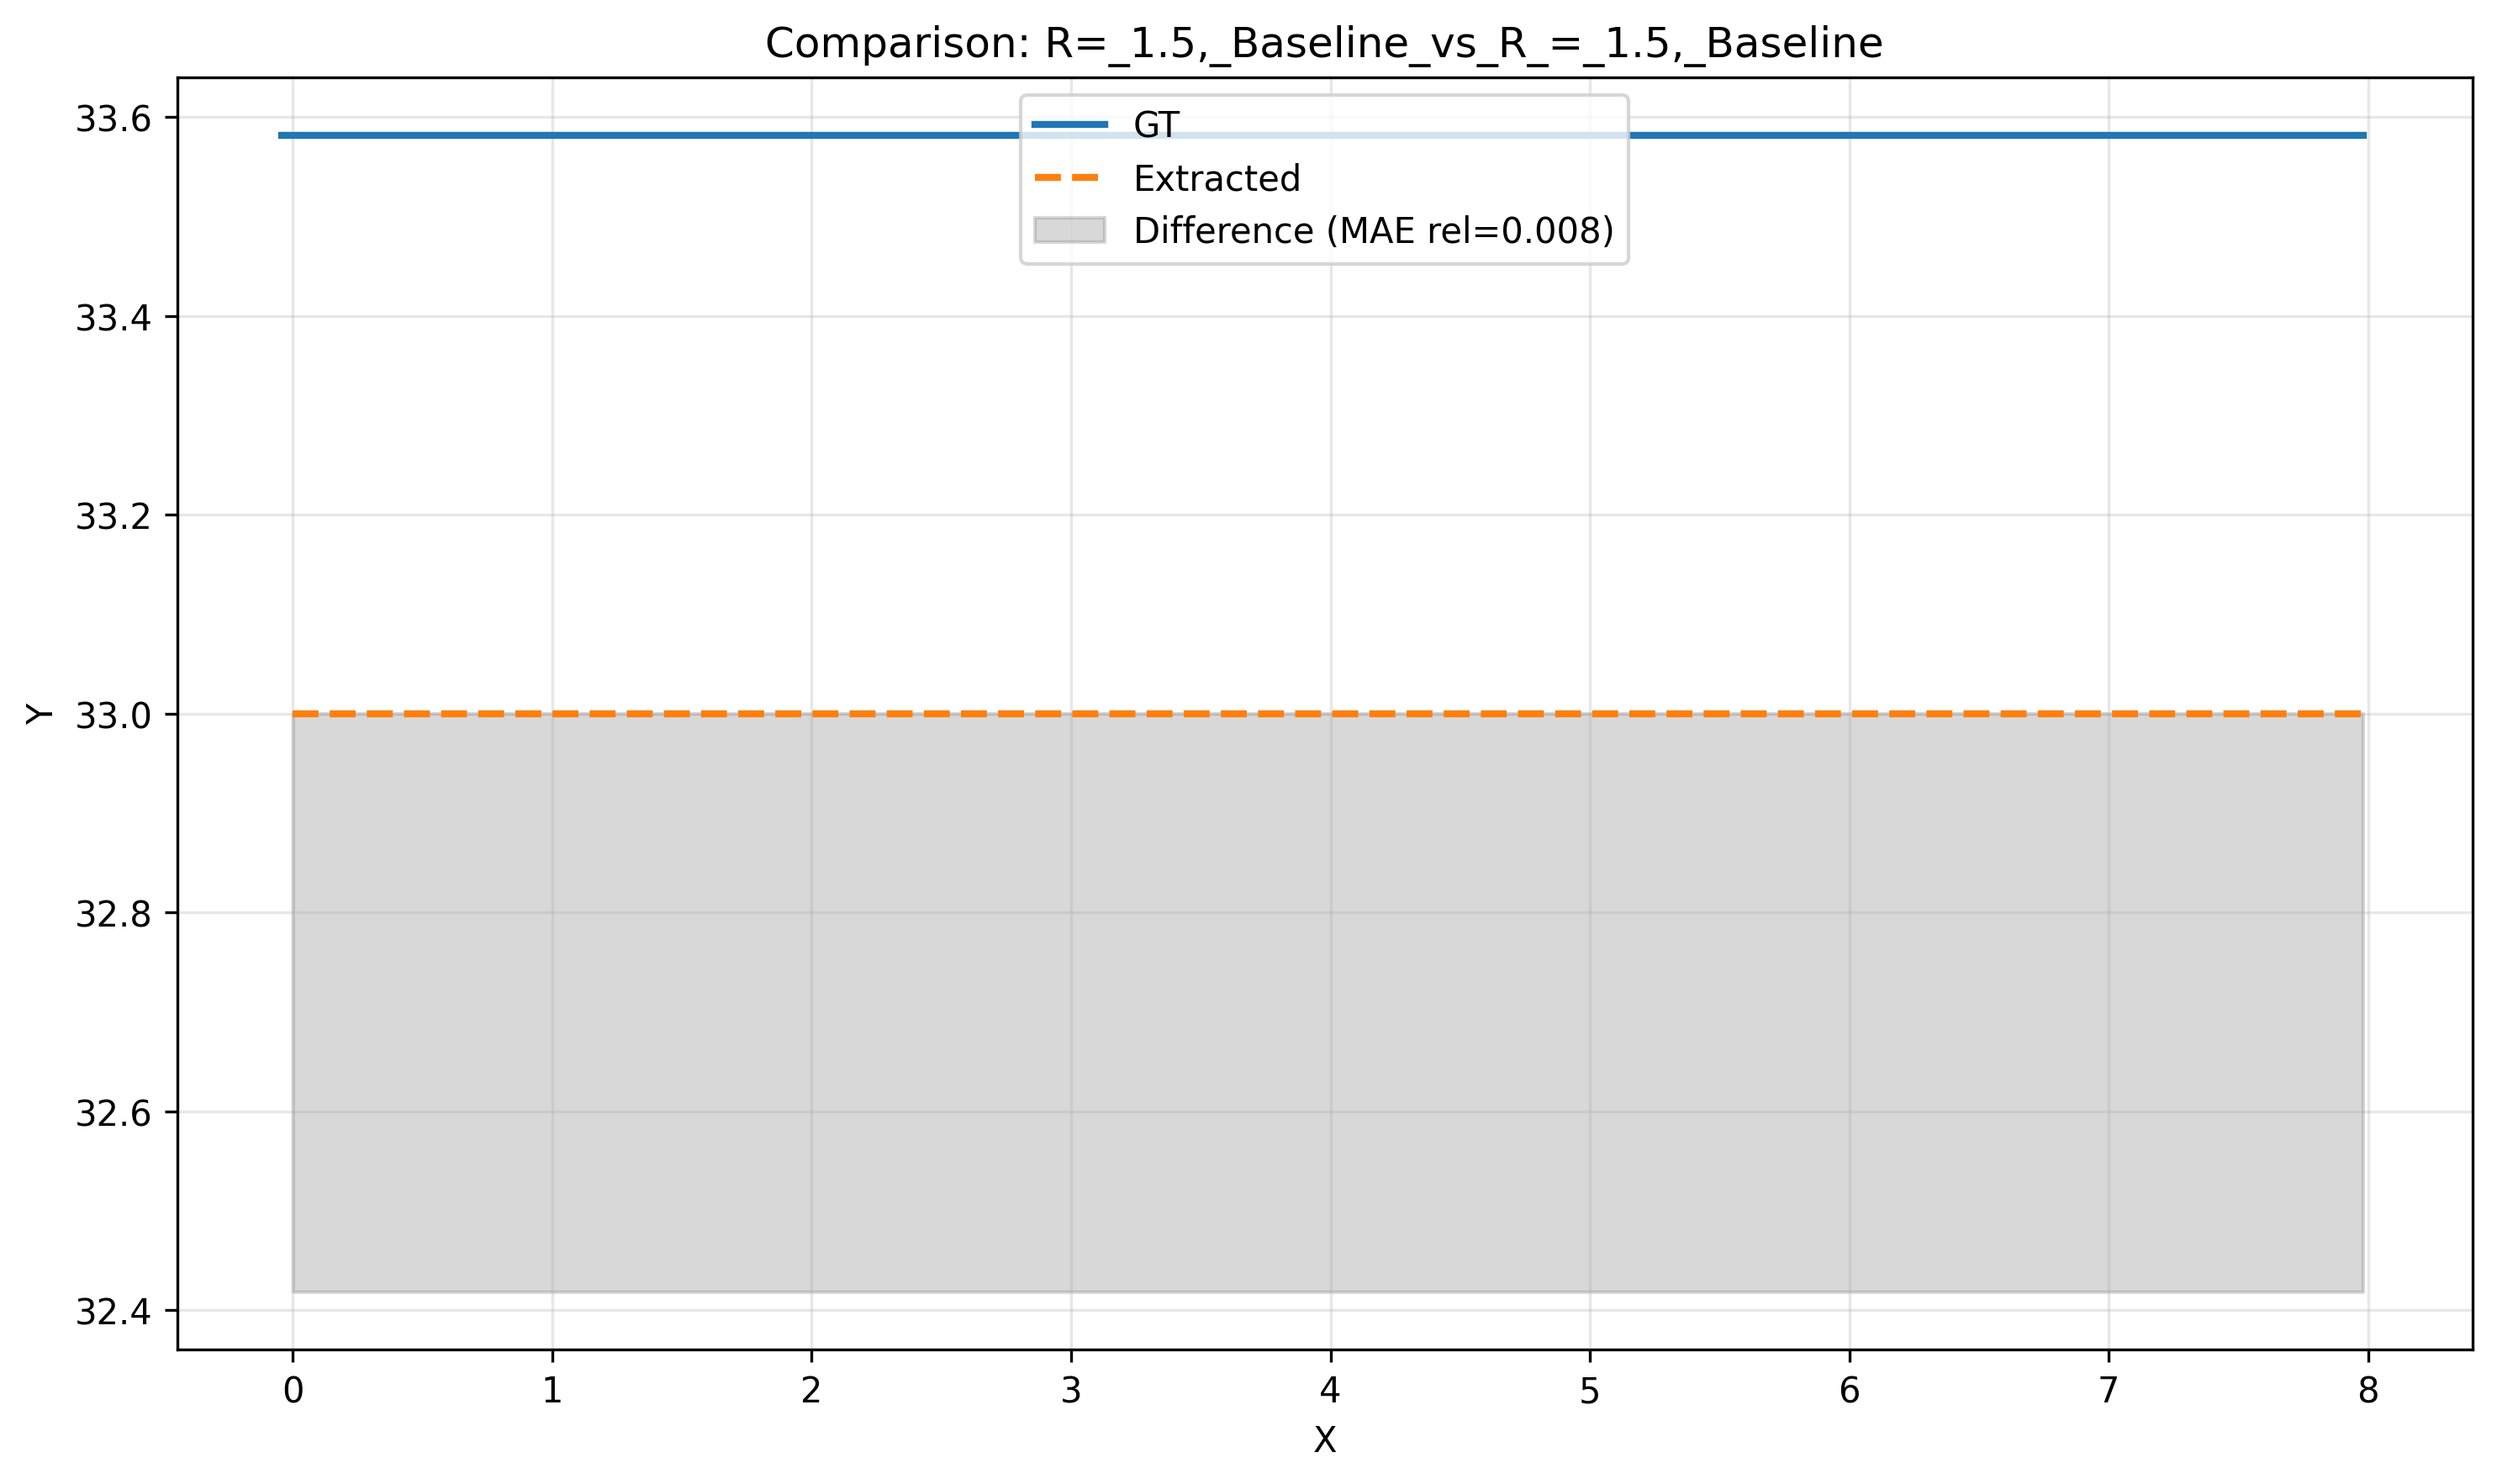 Comparison: R=_1.5,_Baseline_vs_R_=_1.5,_Baseline
GT
Extracted
Difference (MAE rel=0.008)
Y
33.6
33.4
33.2
33.0
32.8
32.6
32.4
0 1 2 3 4 5 6 7 8
X